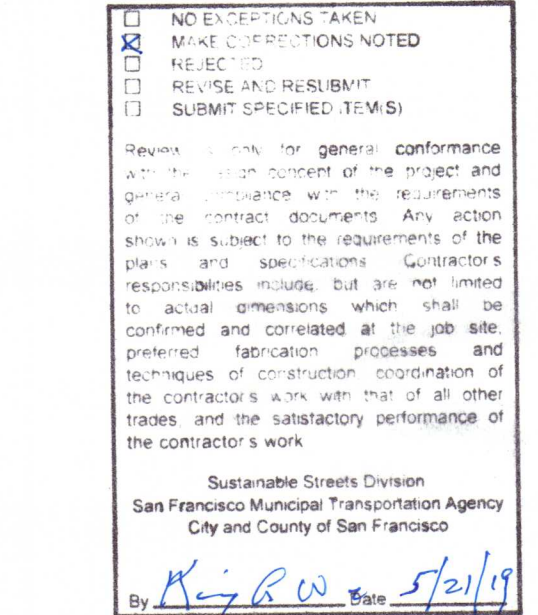 ☐ NO EXCEPTIONS TAKEN
☒ MAKE CORRECTIONS NOTED
☐ REJECTED
☐ REVISE AND RESUBMIT
☐ SUBMIT SPECIFIED ITEM(S)
Review is only for general conformance
with the design concept of the project and
general compliance with the requirements
of the contract documents. Any action
shown is subject to the requirements of the
plans and specifications. Contractor's
responsibilities include, but are not limited
to actual dimensions which shall be
confirmed and correlated at the job site,
preferred fabrication processes and
techniques of construction, coordination of
the contractor's work with that of all other
trades, and the satisfactory performance of
the contractor's work
Sustainable Streets Division
San Francisco Municipal Transportation Agency
City and County of San Francisco
By Date 5/21/19